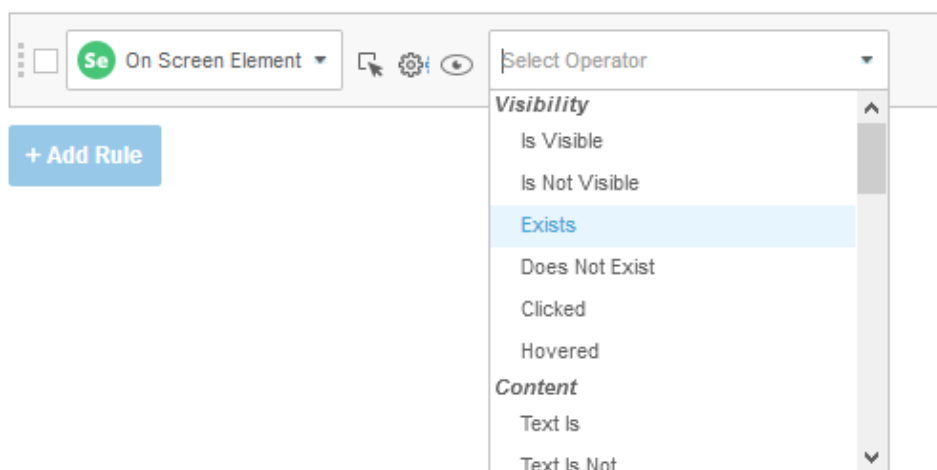 Se On Screen Element
Select Operator
Visibility
Is Visible
+ Add Rule
Is Not Visible
Exists
Does Not Exist
Clicked
Hovered
Content
Text Is
Text Is Not